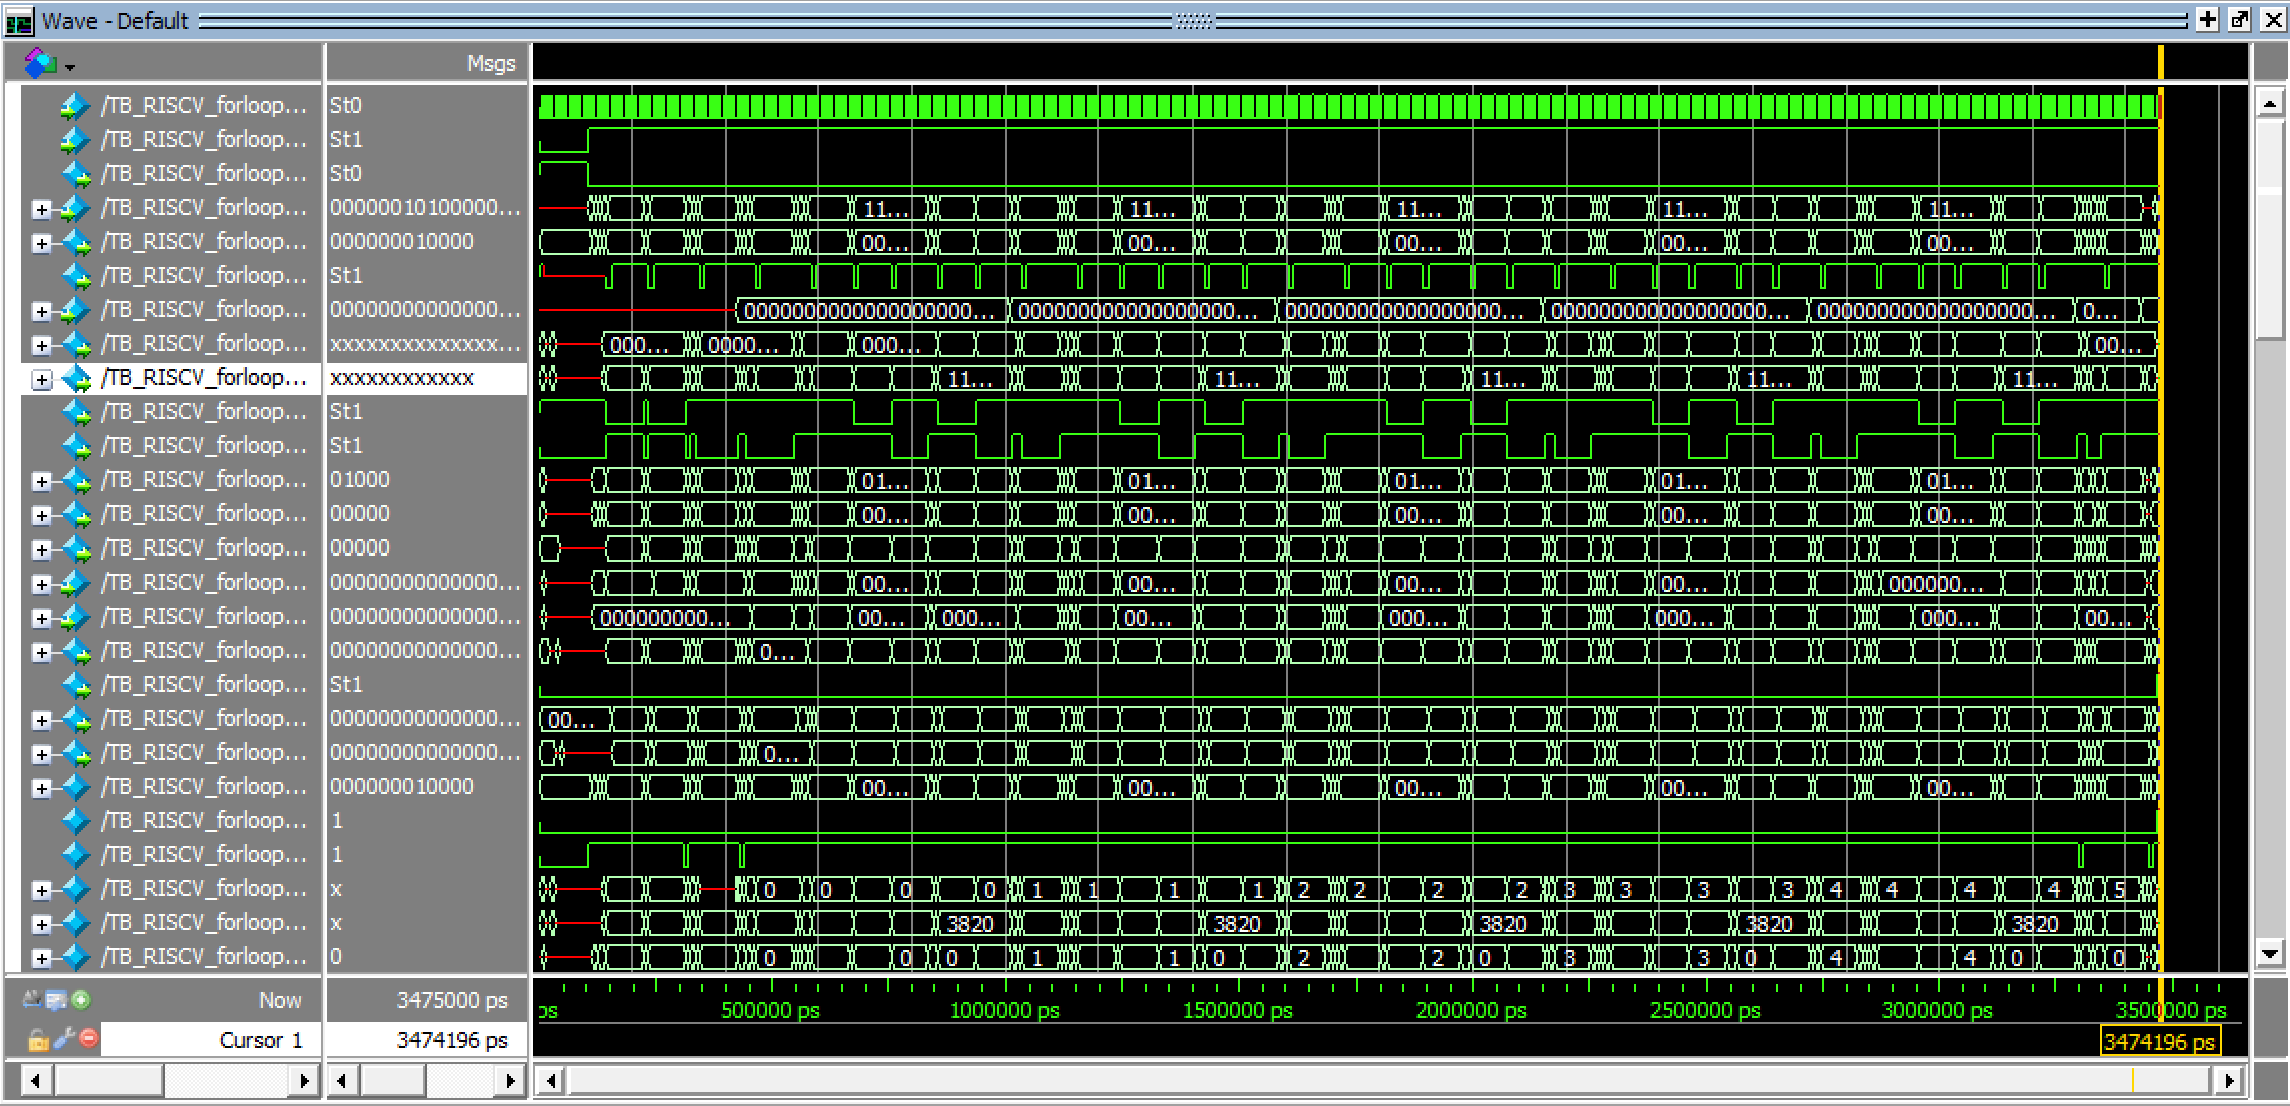 Wave - Default
Msgs
/TB_RISCV_forloop... St0
/TB_RISCV_forloop... St1
/TB_RISCV_forloop... St0
/TB_RISCV_forloop... 00000010100000... 11... 11... 11... 11... 11...
/TB_RISCV_forloop... 000000010000 00... 00... 00... 00... 00...
/TB_RISCV_forloop... St1
/TB_RISCV_forloop... 00000000000000... 0000000000000000000000... 000000000000000000000... 000000000000000000000... 000000000000000000000... 000000000000000000000... 0...
/TB_RISCV_forloop... xxxxxxxxxxxxxx... 000... 0000... 000... 00...
/TB_RISCV_forloop... xxxxxxxxxxxx 11... 11... 11... 11... 11...
/TB_RISCV_forloop... St1
/TB_RISCV_forloop... St1
/TB_RISCV_forloop... 01000 01... 01... 01... 01... 01...
/TB_RISCV_forloop... 00000 00... 00... 00... 00... 00...
/TB_RISCV_forloop... 00000
/TB_RISCV_forloop... 00000000000000... 00... 00... 00... 00... 000000...
/TB_RISCV_forloop... 00000000000000... 000000000... 00... 000... 00... 000... 000... 000... 00...
/TB_RISCV_forloop... 00000000000000... 0...
/TB_RISCV_forloop... St1
/TB_RISCV_forloop... 00000000000000... 00...
/TB_RISCV_forloop... 00000000000000... 0...
/TB_RISCV_forloop... 000000010000 00... 00... 00... 00... 00...
/TB_RISCV_forloop... 1
/TB_RISCV_forloop... 1
/TB_RISCV_forloop... x 0 0 0 0 1 1 1 1 2 2 2 2 3 3 3 3 4 4 4 4 5
/TB_RISCV_forloop... x 3820 3820 3820 3820 3820
/TB_RISCV_forloop... 0 0 0 0 1 1 0 2 2 0 3 3 0 4 4 0 0
Now 3475000 ps ps 500000 ps 1000000 ps 1500000 ps 2000000 ps 2500000 ps 3000000 ps 3500000 ps
Cursor 1 3474196 ps 3474196 ps